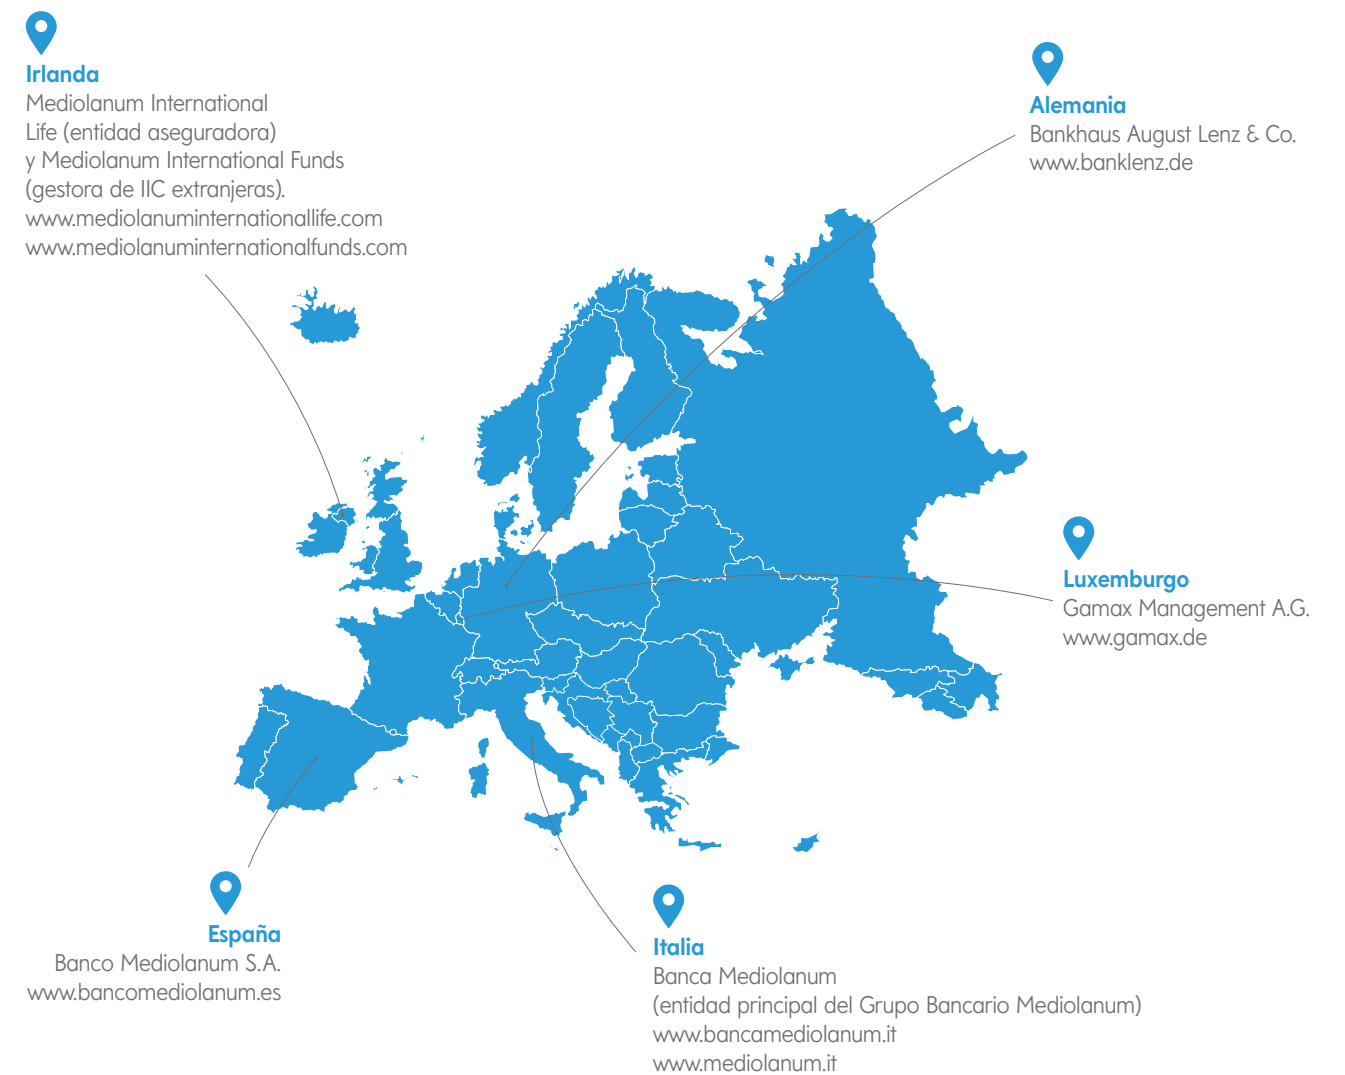 Irlanda
Mediolanum International
Life (entidad aseguradora)
y Mediolanum International Funds
(gestora de IIC extranjeras).
www.mediolanuminternationallife.com
www.mediolanuminternationalfunds.com
Alemania
Bankhaus August Lenz & Co.
www.banklenz.de
Luxemburgo
Gamax Management A.G.
www.gamax.de
España
Banco Mediolanum S.A.
www.bancomediolanum.es
Italia
Banca Mediolanum
(entidad principal del Grupo Bancario Mediolanum)
www.bancamediolanum.it
www.mediolanum.it